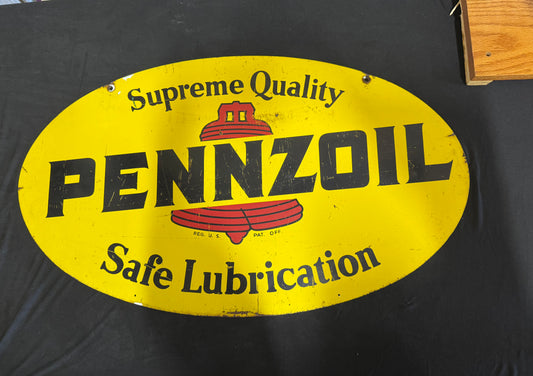 Supreme Quality
PENNZOIL
REG. U.S. PAT. OFF.
Safe Lubrication